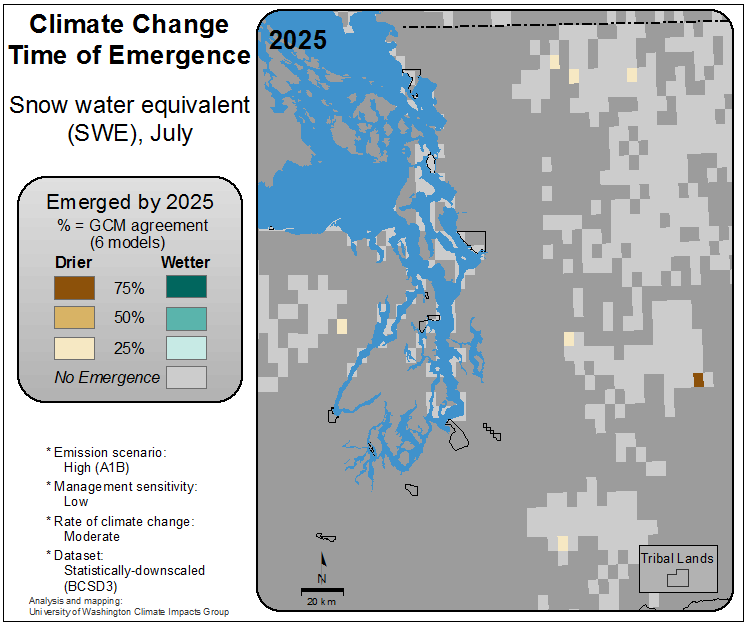 Climate Change
Time of Emergence
Snow water equivalent
(SWE), July
Emerged by 2025
% = GCM agreement
(6 models)
Drier Wetter
75%
50%
25%
No Emergence
* Emission scenario:
High (A1B)
* Management sensitivity:
Low
* Rate of climate change:
Moderate
* Dataset:
Statistically-downscaled
(BCSD3)
Analysis and mapping:
University of Washington Climate Impacts Group
2025
N
20 km
Tribal Lands